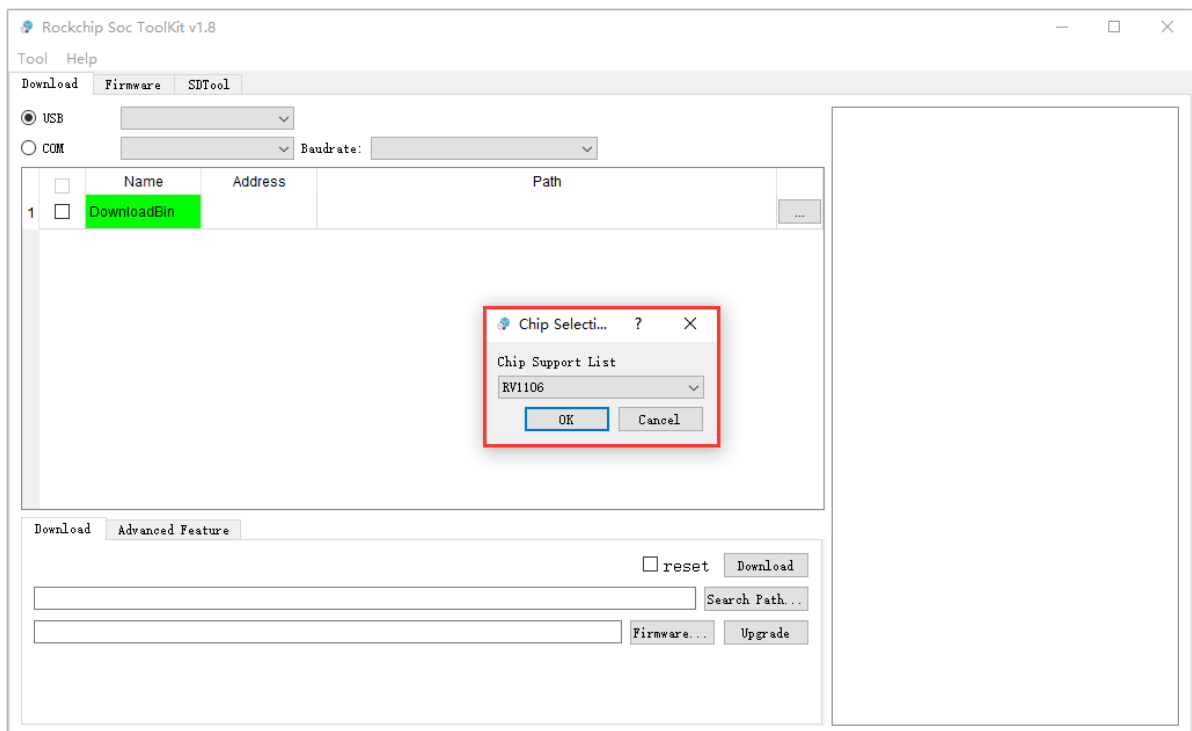 Rockchip Soc ToolKit v1.8
Tool Help
Download Firmware SDTool
USB
COM Baudrate:
Name Address Path
1 DownloadBin ...
Chip Selecti... ?
Chip Support List
RV1106
OK Cancel
Download Advanced Feature
reset Download
Search Path...
Firmware... Upgrade